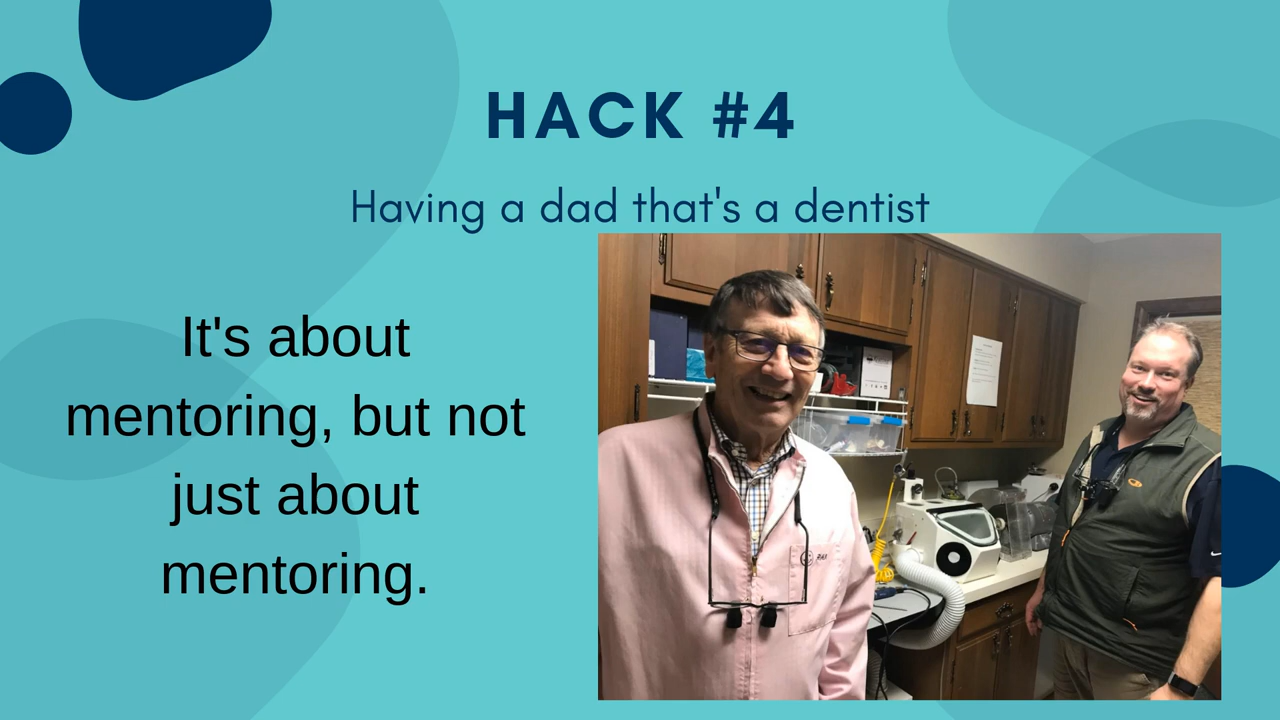 HACK #4
Having a dad that's a dentist
It's about
mentoring, but not
just about
mentoring.